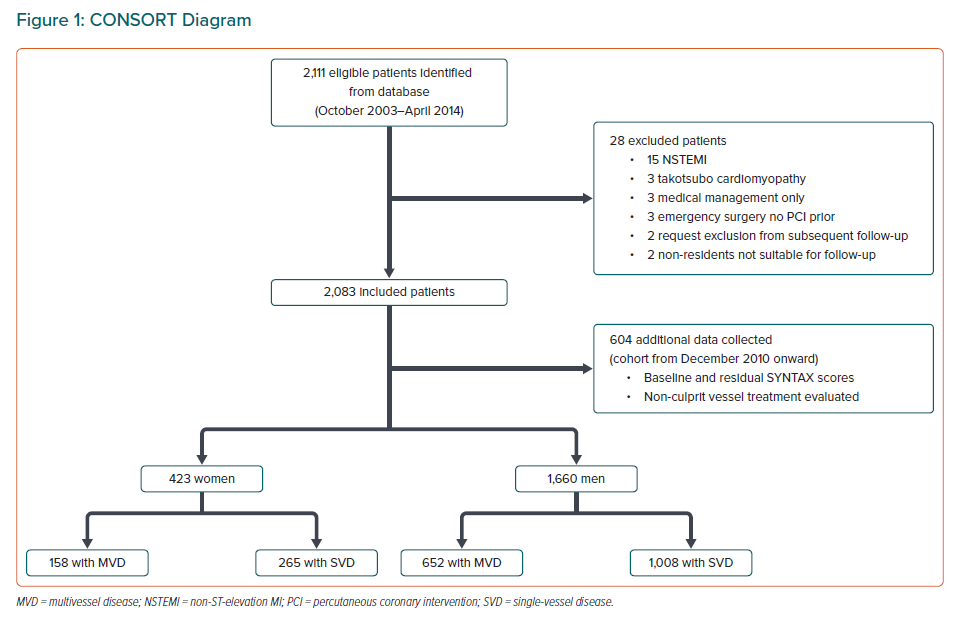 Figure 1: CONSORT Diagram
2,111 eligible patients identified
from database
(October 2003–April 2014)
28 excluded patients
• 15 NSTEMI
• 3 takotsubo cardiomyopathy
• 3 medical management only
• 3 emergency surgery no PCI prior
• 2 request exclusion from subsequent follow-up
• 2 non-residents not suitable for follow-up
2,083 included patients
604 additional data collected
(cohort from December 2010 onward)
• Baseline and residual SYNTAX scores
• Non-culprit vessel treatment evaluated
423 women
1,660 men
158 with MVD
265 with SVD
652 with MVD
1,008 with SVD
MVD = multivessel disease; NSTEMI = non-ST-elevation MI; PCI = percutaneous coronary intervention; SVD = single-vessel disease.